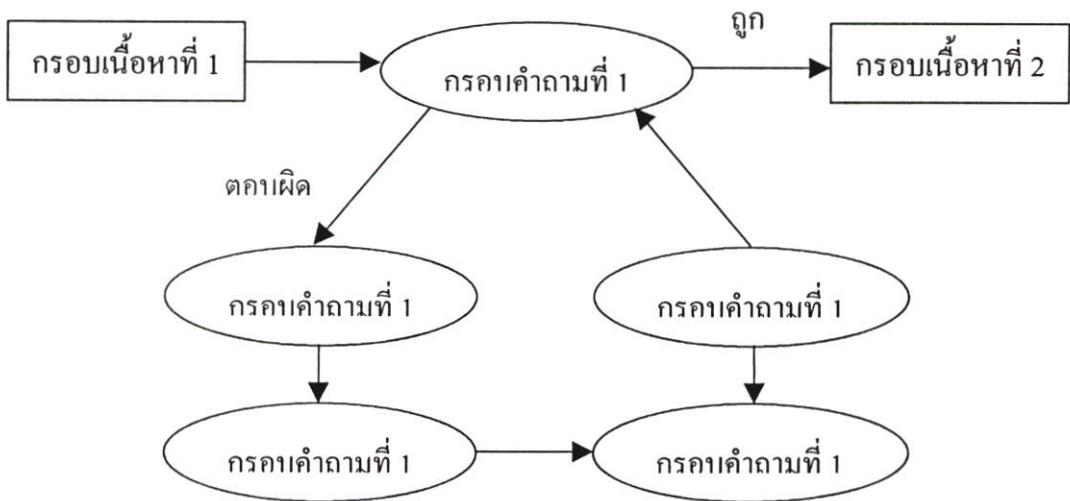 ถูก
กรอบเนื้อหาที่ 1
กรอบคำถามที่ 1
กรอบเนื้อหาที่ 2
ตอบผิด
กรอบคำถามที่ 1
กรอบคำถามที่ 1
กรอบคำถามที่ 1
กรอบคำถามที่ 1